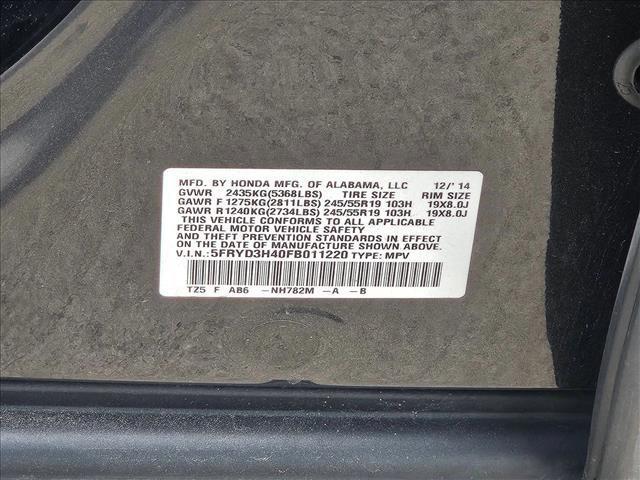 MFD. BY HONDA MFG. OF ALABAMA, LLC 12/' 14
GVWR 2435KG(5368LBS) TIRE SIZE RIM SIZE
GAWR F 1275KG(2811LBS) 245/55R19 103H 19X8.0J
GAWR R1240KG(2734LBS) 245/55R19 103H 19X8.0J
THIS VEHICLE CONFORMS TO ALL APPLICABLE
FEDERAL MOTOR VEHICLE SAFETY
AND THEFT PREVENTION STANDARDS IN EFFECT
ON THE DATE OF MANUFACTURE SHOWN ABOVE.
V.I.N.:5FRYD3H40FB011220 TYPE: MPV
TZ5 F AB6 -NH782M -A -B